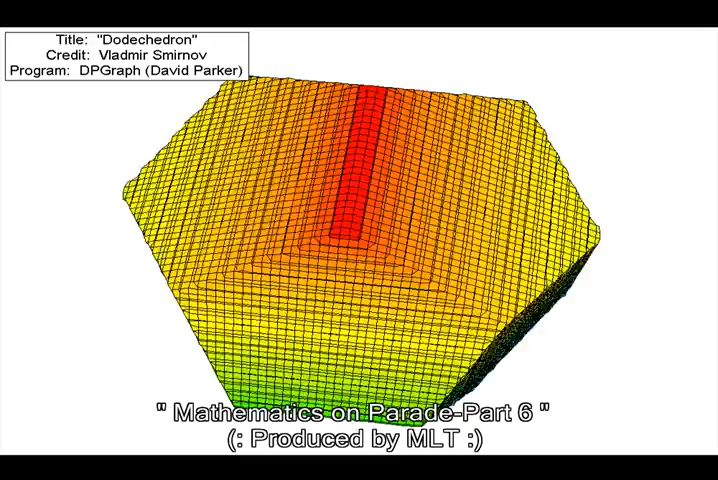 Title: "Dodechedron"
Credit: Vladmir Smirnov
Program: DPGraph (David Parker)
" Mathematics on Parade-Part 6 "
(: Produced by MLT :)